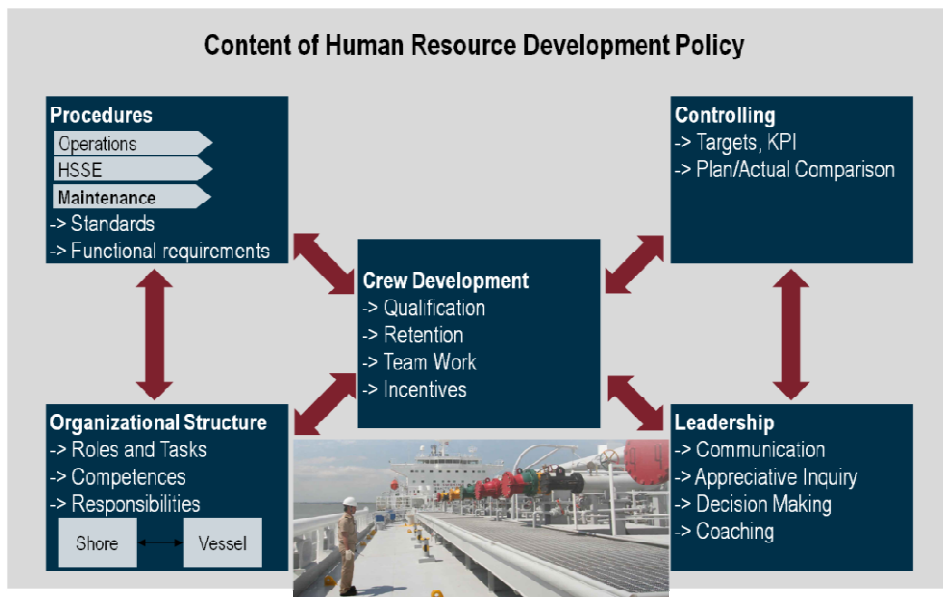 Content of Human Resource Development Policy
Procedures
Operations
HSSE
Maintenance
-> Standards
-> Functional requirements
Controlling
-> Targets, KPI
-> Plan/Actual Comparison
Crew Development
-> Qualification
-> Retention
-> Team Work
-> Incentives
Organizational Structure
-> Roles and Tasks
-> Competences
-> Responsibilities
Shore
Vessel
Leadership
-> Communication
-> Appreciative Inquiry
-> Decision Making
-> Coaching